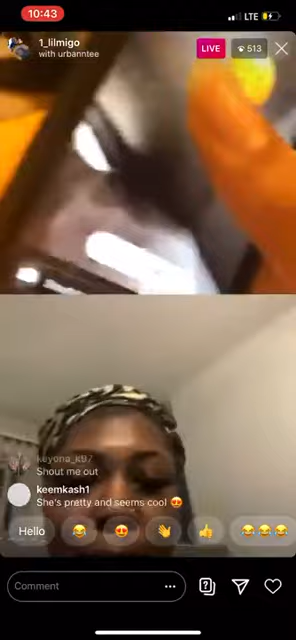 10:43
LTE
1_lilmigo
with urbanntee
LIVE
513
keyona_k97
Shout me out
keemkash1
She's pretty and seems cool 😍
Hello
Comment